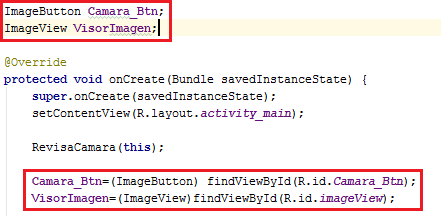 ImageButton Camara_Btn;
ImageView VisorImagen;
@Override
protected void onCreate(Bundle savedInstanceState) {
super.onCreate(savedInstanceState);
setContentView(R.layout.activity_main);
RevisaCamara(this);
Camara_Btn=(ImageButton) findViewById(R.id.Camara_Btn);
VisorImagen=(ImageView)findViewById(R.id.imageView);